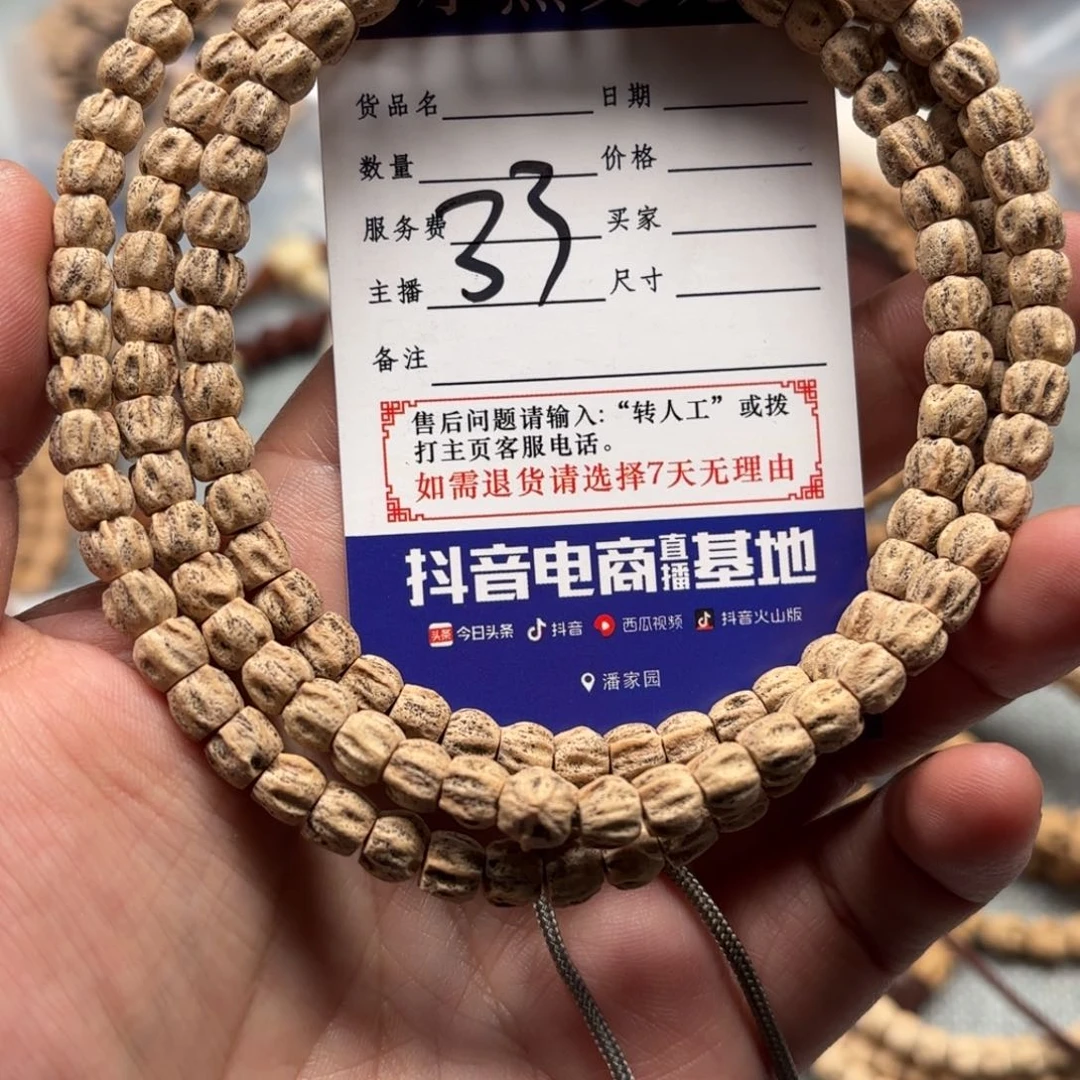 货品名 日期
数量 价格
服务费 买家
主播 尺寸
33
备注
售后问题请输入：“转人工”或拨
打主页客服电话。
如需退货请选择7天无理由
抖音电商直播基地
头条 今日头条 抖音 西瓜视频 抖音火山版
潘家园